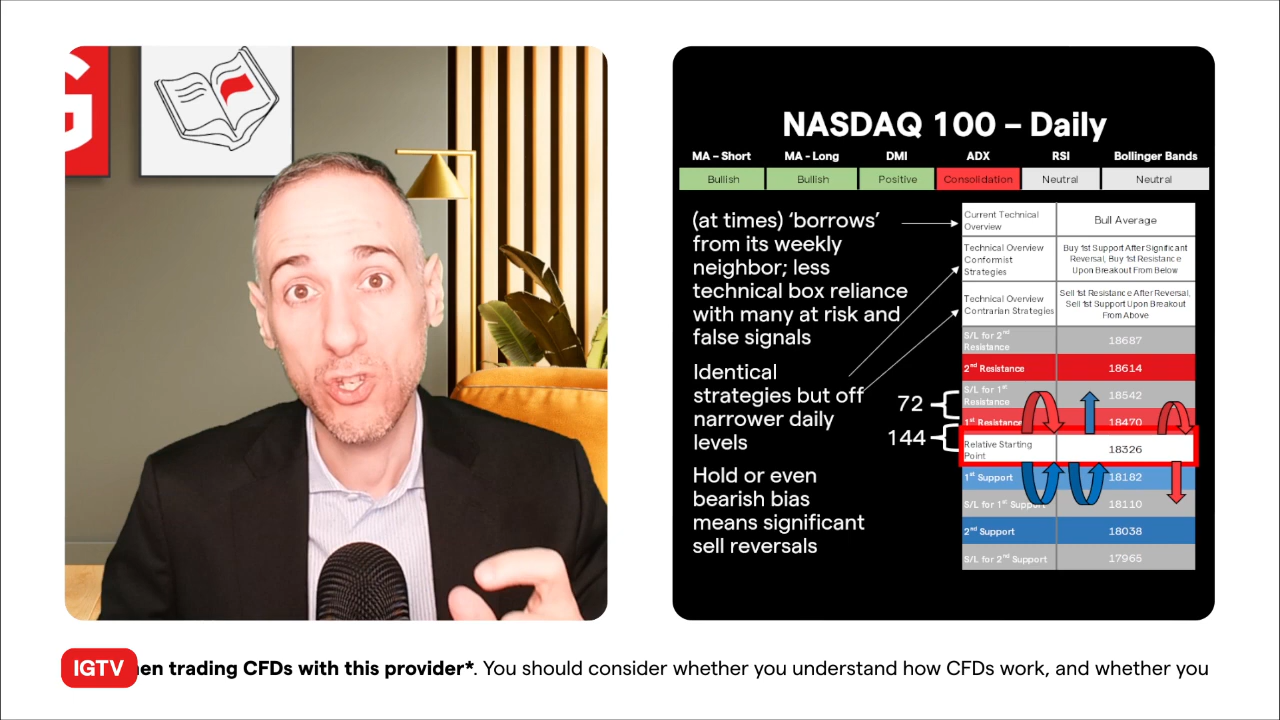 G
NASDAQ 100 – Daily
MA – Short MA - Long DMI ADX RSI Bollinger Bands
Bullish Bullish Positive Consolidation Neutral Neutral
(at times) ‘borrows’
from its weekly
neighbor; less
technical box reliance
with many at risk and
false signals
Identical
strategies but off
narrower daily
levels
Hold or even
bearish bias
means significant
sell reversals
72
144
Current Technical
Overview
Bull Average
Technical Overview
Conformist
Strategies
Buy 1st Support After Significant
Reversal, Buy 1st Resistance
Upon Breakout From Below
Technical Overview
Contrarian Strategies
Sell 1st Resistance After Reversal,
Sell 1st Support Upon Breakout
From Above
S/L for 2nd
Resistance
18687
2nd Resistance 18614
S/L for 1st
Resistance
18542
1st Resistance 18470
Relative Starting
Point
18326
1st Support 18182
S/L for 1st Support 18110
2nd Support 18038
S/L for 2nd Support 17965
IGTV en trading CFDs with this provider*. You should consider whether you understand how CFDs work, and whether you